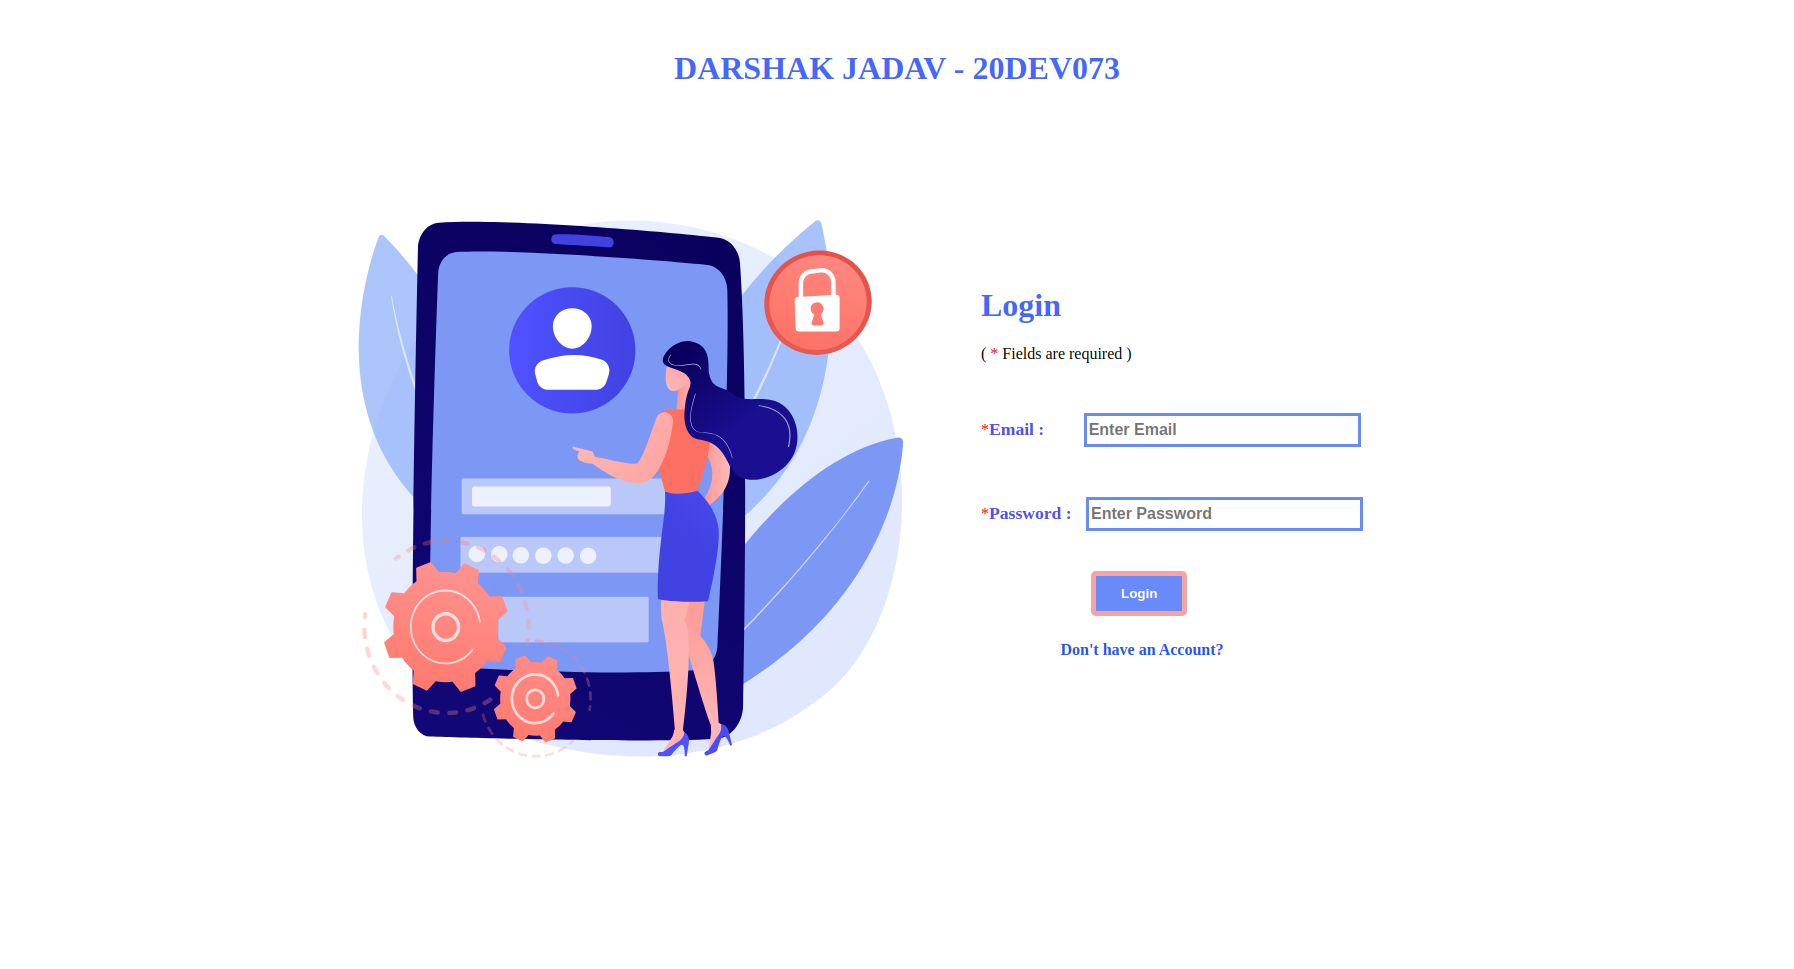 DARSHAK JADAV - 20DEV073
Login
( * Fields are required )
*Email : Enter Email
*Password : Enter Password
Login
Don't have an Account?